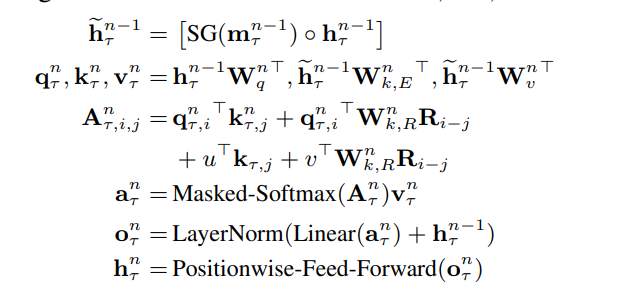 h̃_τ^{n−1} = [SG(m_τ^{n−1}) ∘ h_τ^{n−1}]
q_τ^n, k_τ^n, v_τ^n = h_τ^{n−1}W_q^{n⊤}, h̃_τ^{n−1}W_{k,E}^n{}^⊤, h̃_τ^{n−1}W_v^{n⊤}
A_{τ,i,j}^n = q_{τ,i}^n{}^⊤k_{τ,j}^n + q_{τ,i}^n{}^⊤W_{k,R}^nR_{i−j}
+ u^⊤k_{τ,j} + v^⊤W_{k,R}^nR_{i−j}
a_τ^n = Masked-Softmax(A_τ^n)v_τ^n
o_τ^n = LayerNorm(Linear(a_τ^n) + h_τ^{n−1})
h_τ^n = Positionwise-Feed-Forward(o_τ^n)